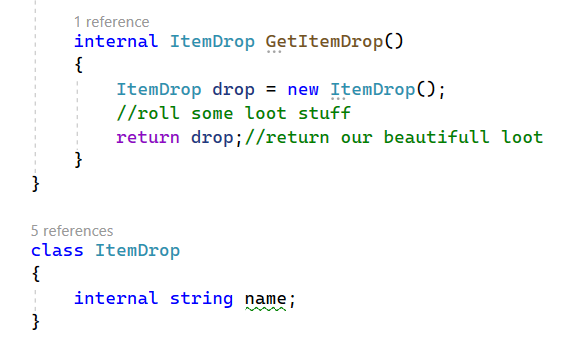 1 reference
internal ItemDrop GetItemDrop()
{
ItemDrop drop = new ItemDrop();
//roll some loot stuff
return drop;//return our beautifull loot
}
}
5 references
class ItemDrop
{
internal string name;
}